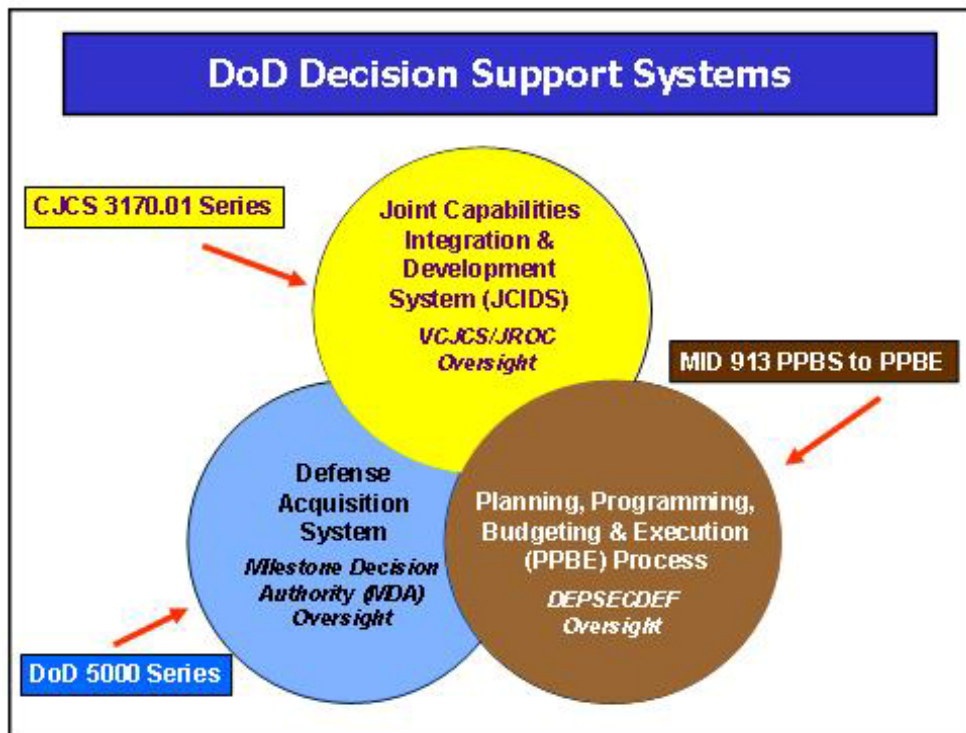 DoD Decision Support Systems
CJCS 3170.01 Series
Joint Capabilities
Integration &
Development
System (JCIDS)
VCJCS/JROC
Oversight
MID 913 PPBS to PPBE
Defense
Acquisition
System
Milestone Decision
Authority (MDA)
Oversight
Planning, Programming,
Budgeting & Execution
(PPBE) Process
DEPSECDEF
Oversight
DoD 5000 Series